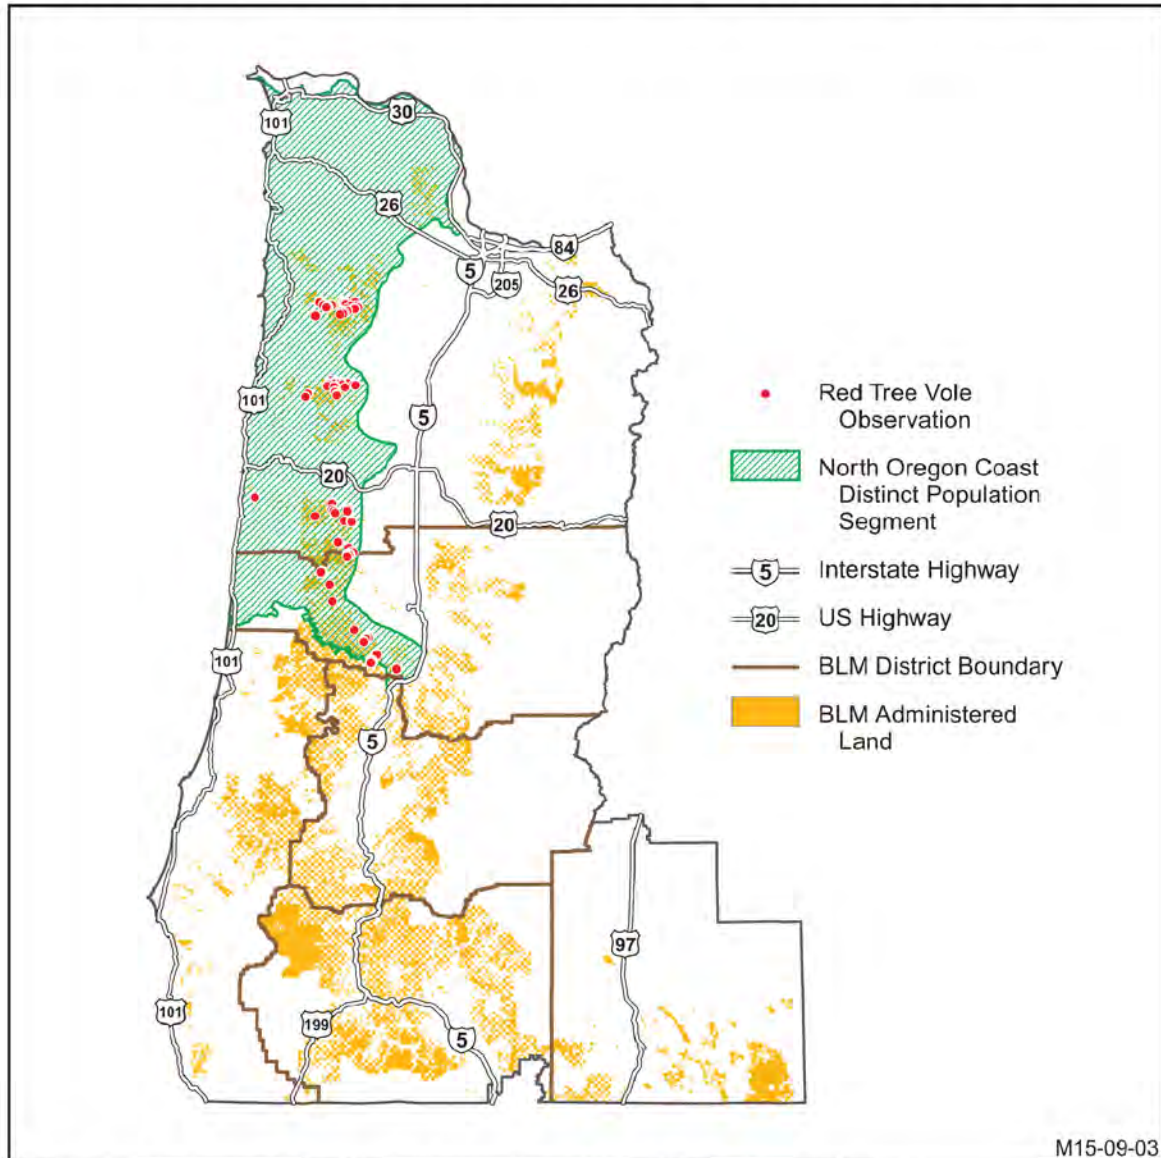 30
101
26
84
5
205
26
101
5
20
20
101
5
97
101
199
5
Red Tree Vole
Observation
North Oregon Coast
Distinct Population
Segment
5
Interstate Highway
20
US Highway
BLM District Boundary
BLM Administered
Land
M15-09-03